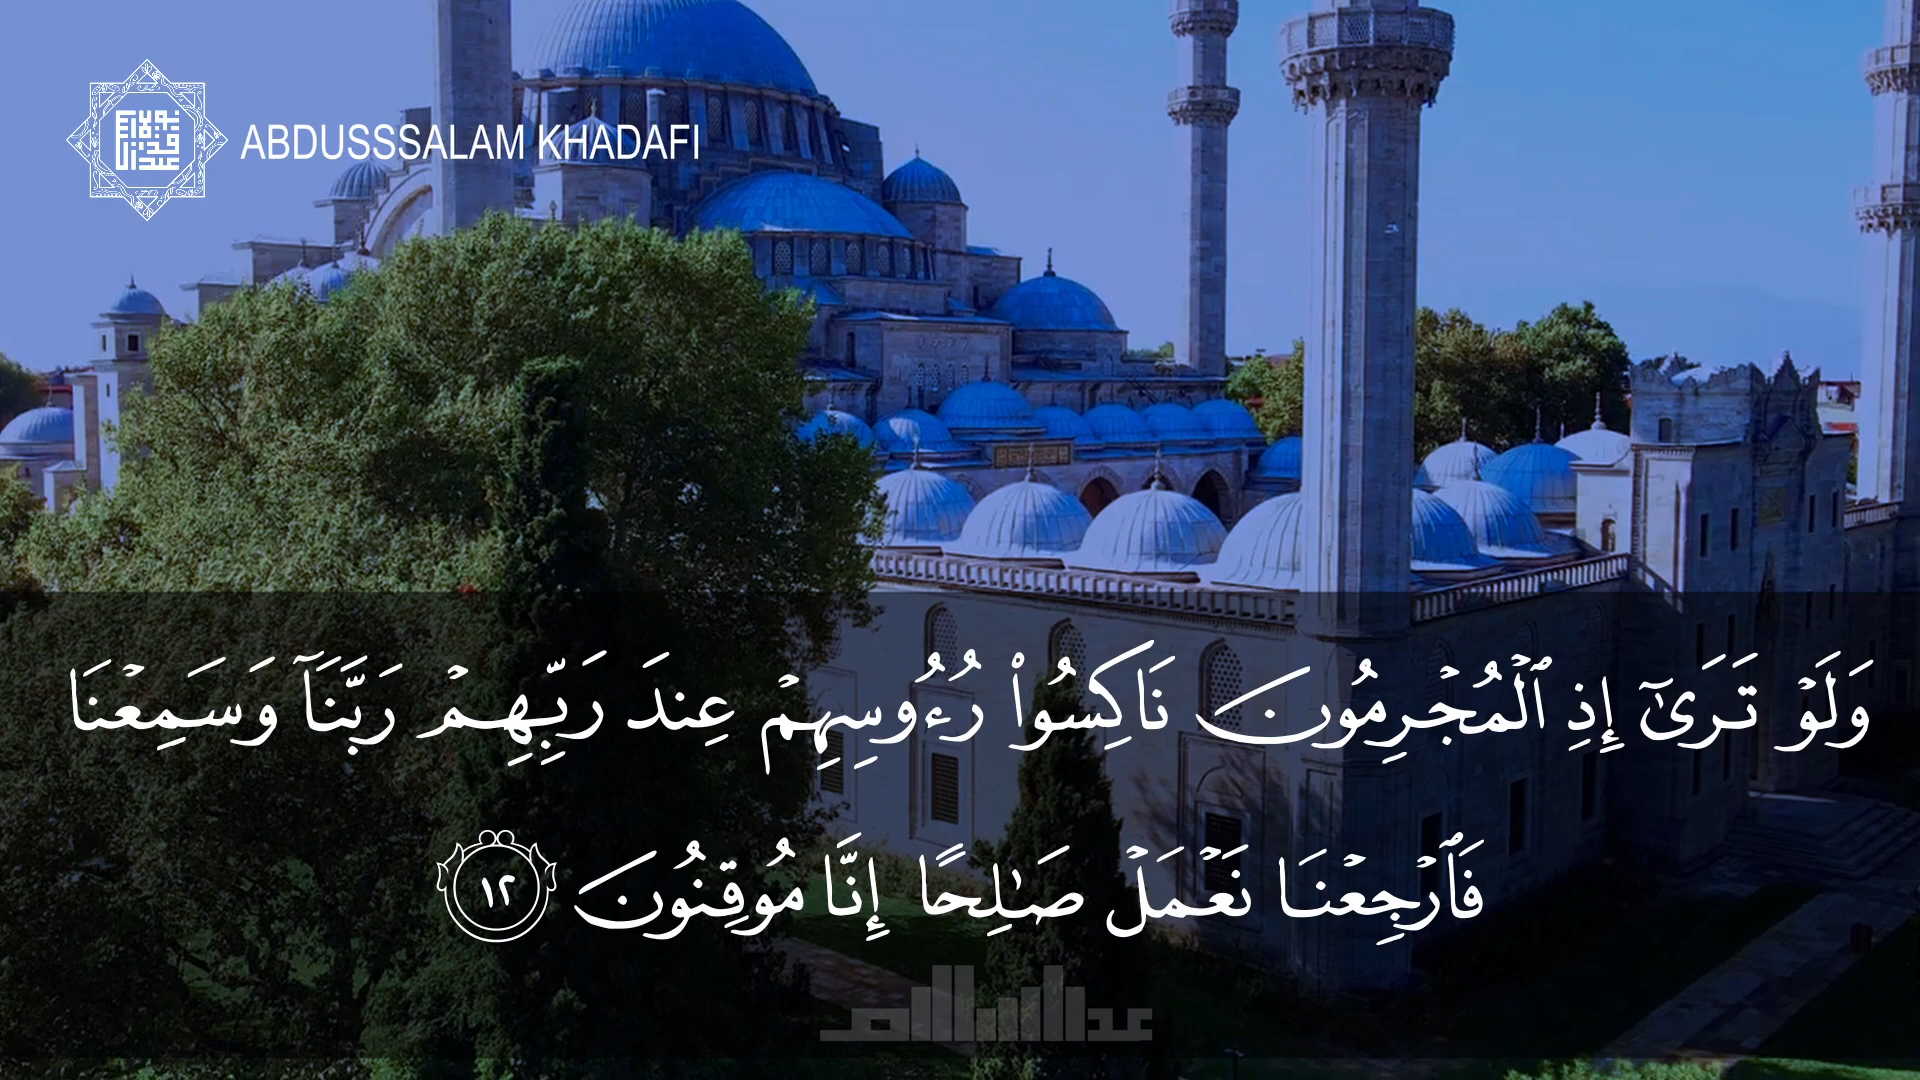 ABDUSSSALAM KHADAFI
وَلَوۡ تَرَىٰٓ إِذِ ٱلۡمُجۡرِمُونَ نَاكِسُواْ رُءُوسِهِمۡ عِندَ رَبِّهِمۡ رَبَّنَآ وَسَمِعۡنَا
فَٱرۡجِعۡنَا نَعۡمَلۡ صَٰلِحًا إِنَّا مُوقِنُونَ ١٢